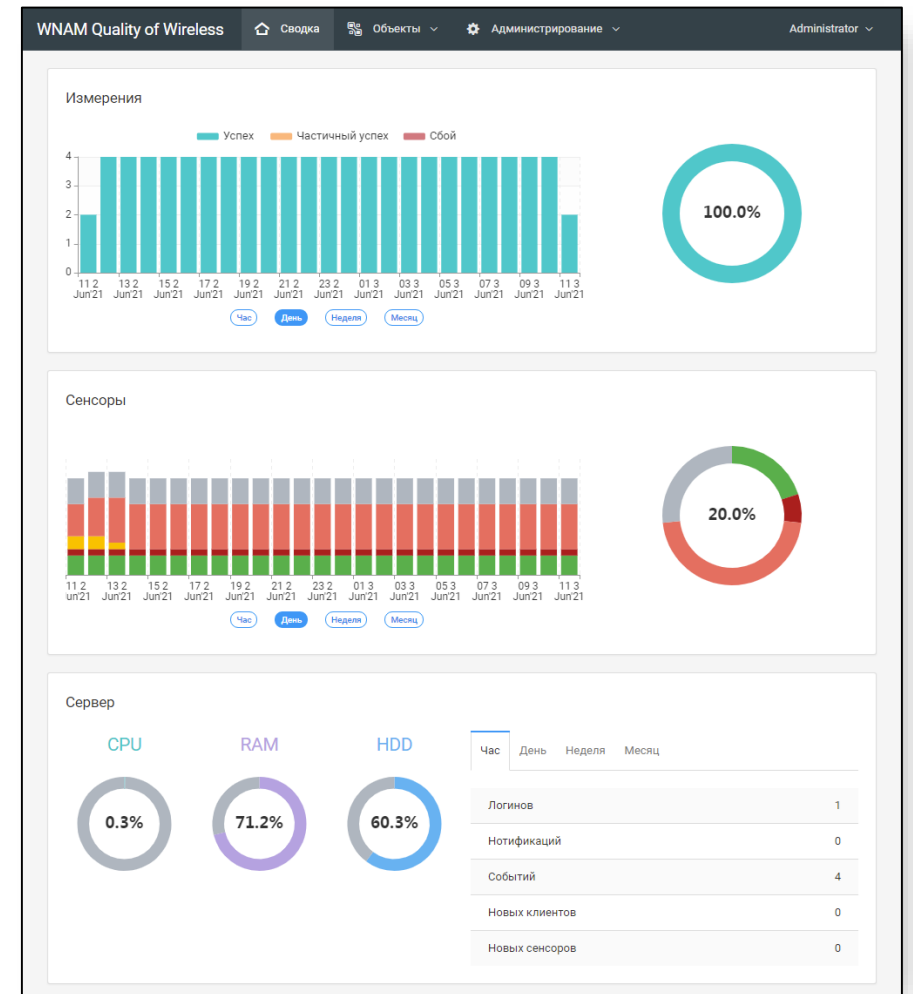 WNAM Quality of Wireless Сводка Объекты Администрирование Administrator
Измерения
Успех Частичный успех Сбой
4
3
2
1
0
11 2 13 2 15 2 17 2 19 2 21 2 23 2 01 3 03 3 05 3 07 3 09 3 11 3
Jun'21 Jun'21 Jun'21 Jun'21 Jun'21 Jun'21 Jun'21 Jun'21 Jun'21 Jun'21 Jun'21 Jun'21 Jun'21
Час День Неделя Месяц
100.0%
Сенсоры
11 2 13 2 15 2 17 2 19 2 21 2 23 2 01 3 03 3 05 3 07 3 09 3 11 3
un'21 Jun'21 Jun'21 Jun'21 Jun'21 Jun'21 Jun'21 Jun'21 Jun'21 Jun'21 Jun'21 Jun'21 Jun'21
Час День Неделя Месяц
20.0%
Сервер
CPU RAM HDD
0.3% 71.2% 60.3%
Час День Неделя Месяц
Логинов 1
Нотификаций 0
Событий 4
Новых клиентов 0
Новых сенсоров 0